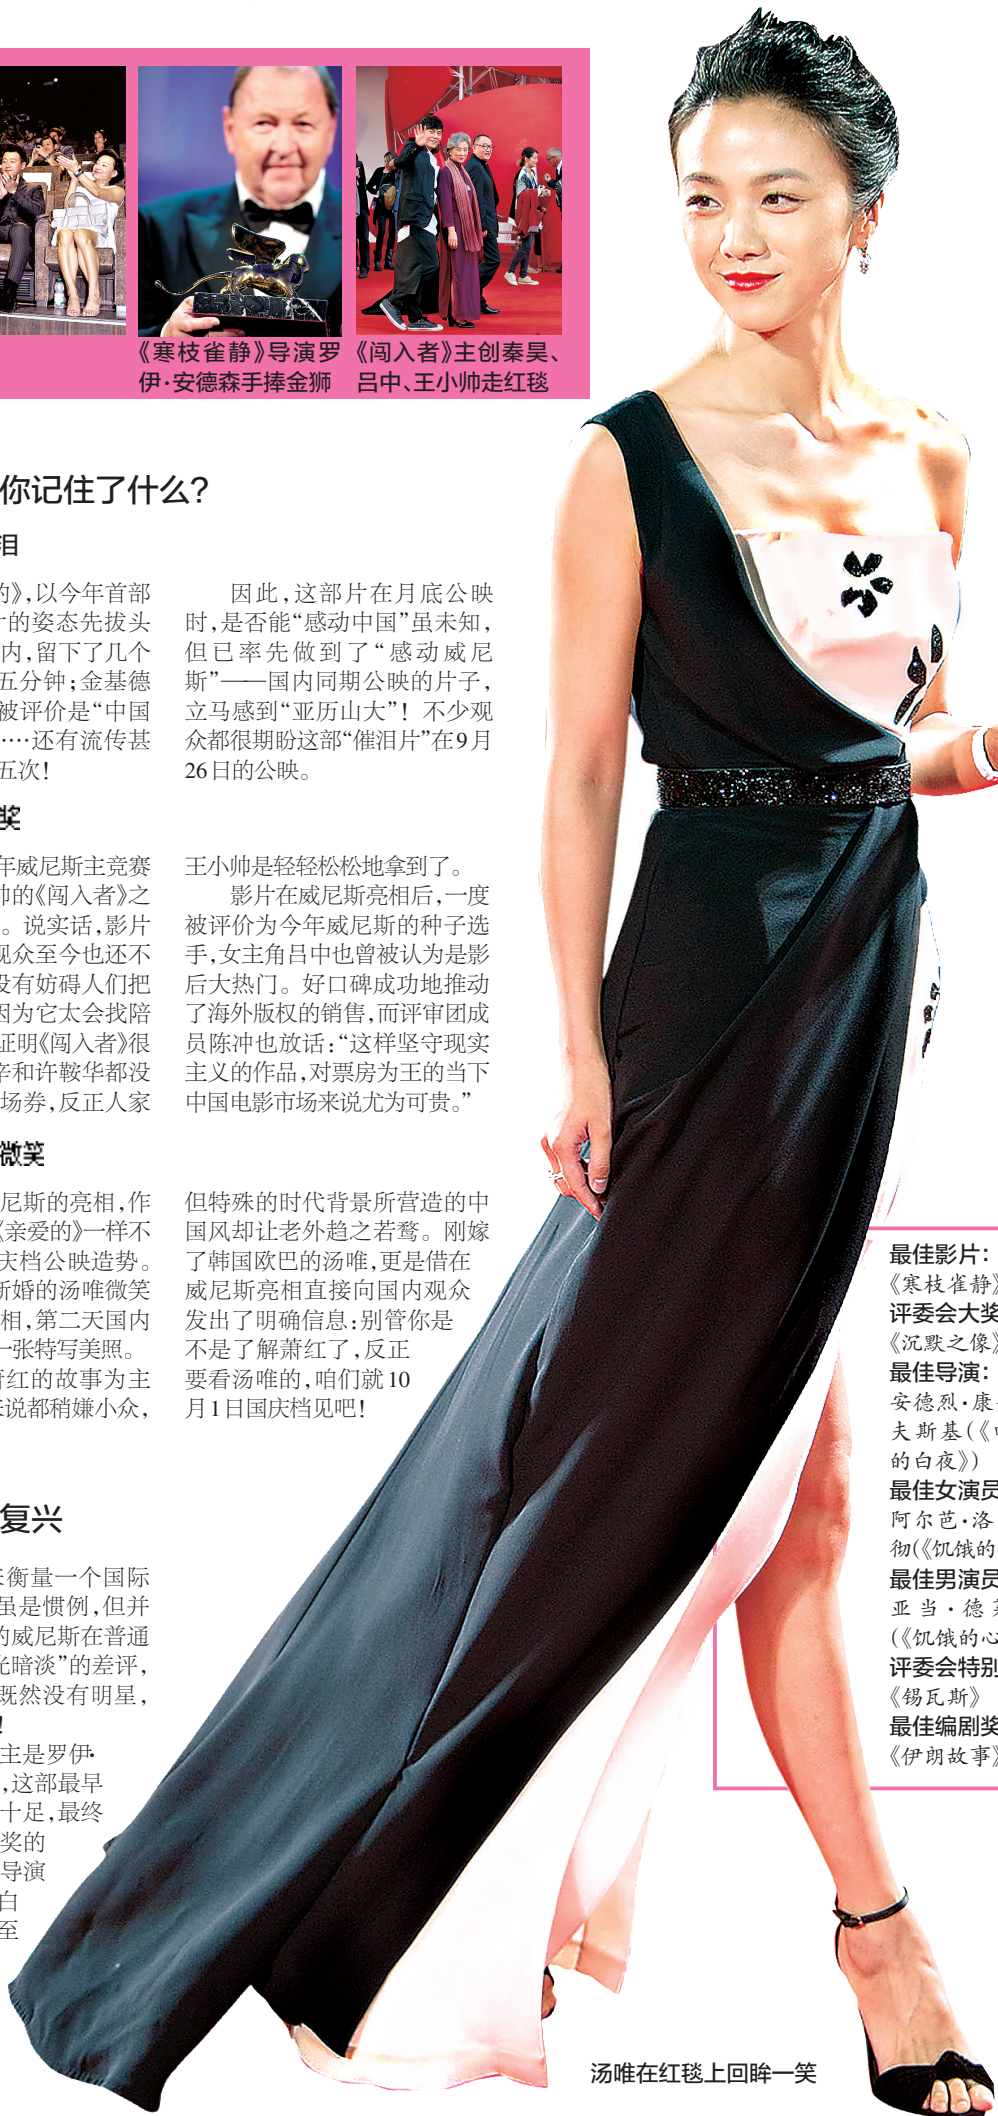 《寒枝雀静》导演罗
伊·安德森手捧金狮
《闯入者》主创秦昊、
吕中、王小帅走红毯
你记住了什么？
泪
的》，以今年首部
的姿态先拔头
内，留下了几个
五分钟；金基德
被评价是“中国
……还有流传甚
五次！
因此，这部片在月底公映
时，是否能“感动中国”虽未知，
但已率先做到了“感动威尼
斯”——国内同期公映的片子，
立马感到“亚历山大”！不少观
众都很期盼这部“催泪片”在9月
26日的公映。
奖
年威尼斯主竞赛
帅的《闯入者》之
。说实话，影片
观众至今也还不
没有妨碍人们把
因为它太会找陪
证明《闯入者》很
辛和许鞍华都没
场券，反正人家
王小帅是轻轻松松地拿到了。
影片在威尼斯亮相后，一度
被评价为今年威尼斯的种子选
手，女主角吕中也曾被认为是影
后大热门。好口碑成功地推动
了海外版权的销售，而评审团成
员陈冲也放话：“这样坚守现实
主义的作品，对票房为王的当下
中国电影市场来说尤为可贵。”
微笑
尼斯的亮相，作
《亲爱的》一样不
庆档公映造势。
新婚的汤唯微笑
相，第二天国内
一张特写美照。
萧红的故事为主
来说都稍嫌小众，
但特殊的时代背景所营造的中
国风却让老外趋之若鹜。刚嫁
了韩国欧巴的汤唯，更是借在
威尼斯亮相直接向国内观众
发出了明确信息：别管你是
不是了解萧红了，反正
要看汤唯的，咱们就10
月1日国庆档见吧！
复兴
来衡量一个国际
虽是惯例，但并
的威尼斯在普通
光暗淡”的差评，
既然没有明星，
！
主是罗伊·
，这部最早
十足，最终
奖的
导演
白
至
最佳影片：
《寒枝雀静》
评委会大奖
《沉默之像》
最佳导演：
安德烈·康
夫斯基(《
的白夜》)
最佳女演员
阿尔芭·洛
彻(《饥饿的
最佳男演员
亚当·德
(《饥饿的心
评委会特别
《锡瓦斯》
最佳编剧奖
《伊朗故事》
汤唯在红毯上回眸一笑